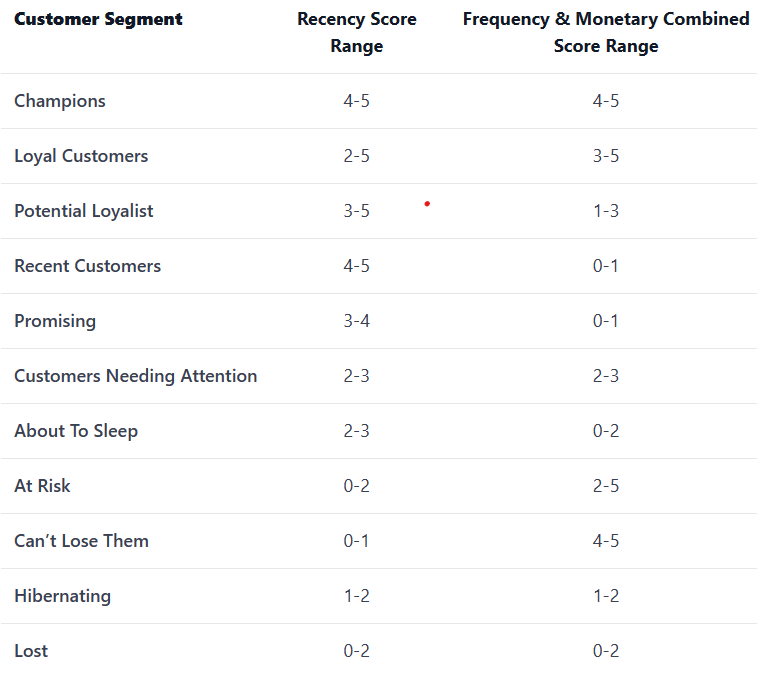 Customer Segment Recency Score Frequency & Monetary Combined
Range Score Range
Champions 4-5 4-5
Loyal Customers 2-5 3-5
Potential Loyalist 3-5 1-3
Recent Customers 4-5 0-1
Promising 3-4 0-1
Customers Needing Attention 2-3 2-3
About To Sleep 2-3 0-2
At Risk 0-2 2-5
Can’t Lose Them 0-1 4-5
Hibernating 1-2 1-2
Lost 0-2 0-2